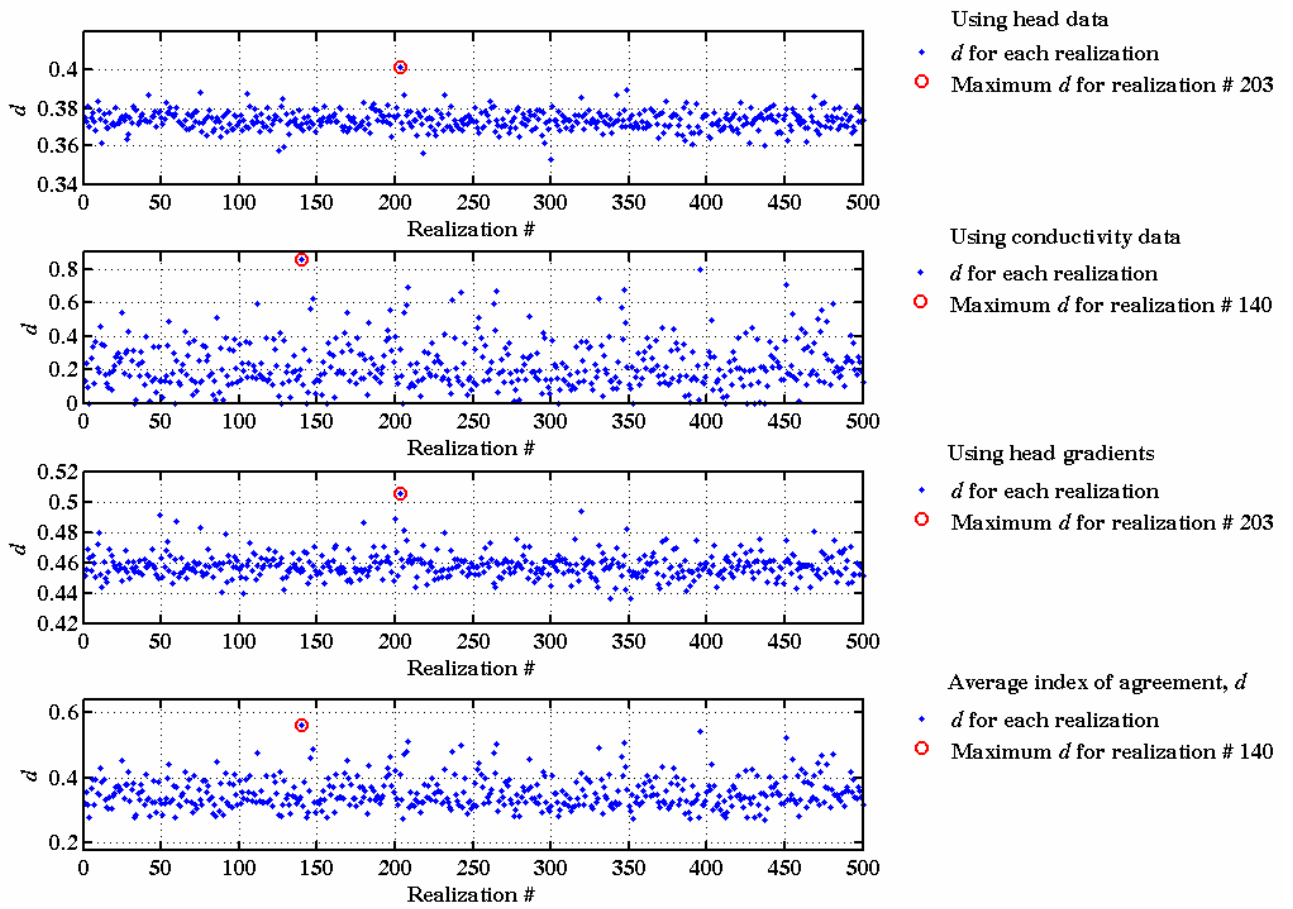 Using head data
d for each realization
Maximum d for realization # 203
0.4
0.38
0.36
0.34
d
0 50 100 150 200 250 300 350 400 450 500
Realization #
Using conductivity data
d for each realization
Maximum d for realization # 140
0.8
0.6
0.4
0.2
0
d
0 50 100 150 200 250 300 350 400 450 500
Realization #
Using head gradients
d for each realization
Maximum d for realization # 203
0.52
0.5
0.48
0.46
0.44
0.42
d
0 50 100 150 200 250 300 350 400 450 500
Realization #
Average index of agreement, d
d for each realization
Maximum d for realization # 140
0.6
0.4
0.2
d
0 50 100 150 200 250 300 350 400 450 500
Realization #